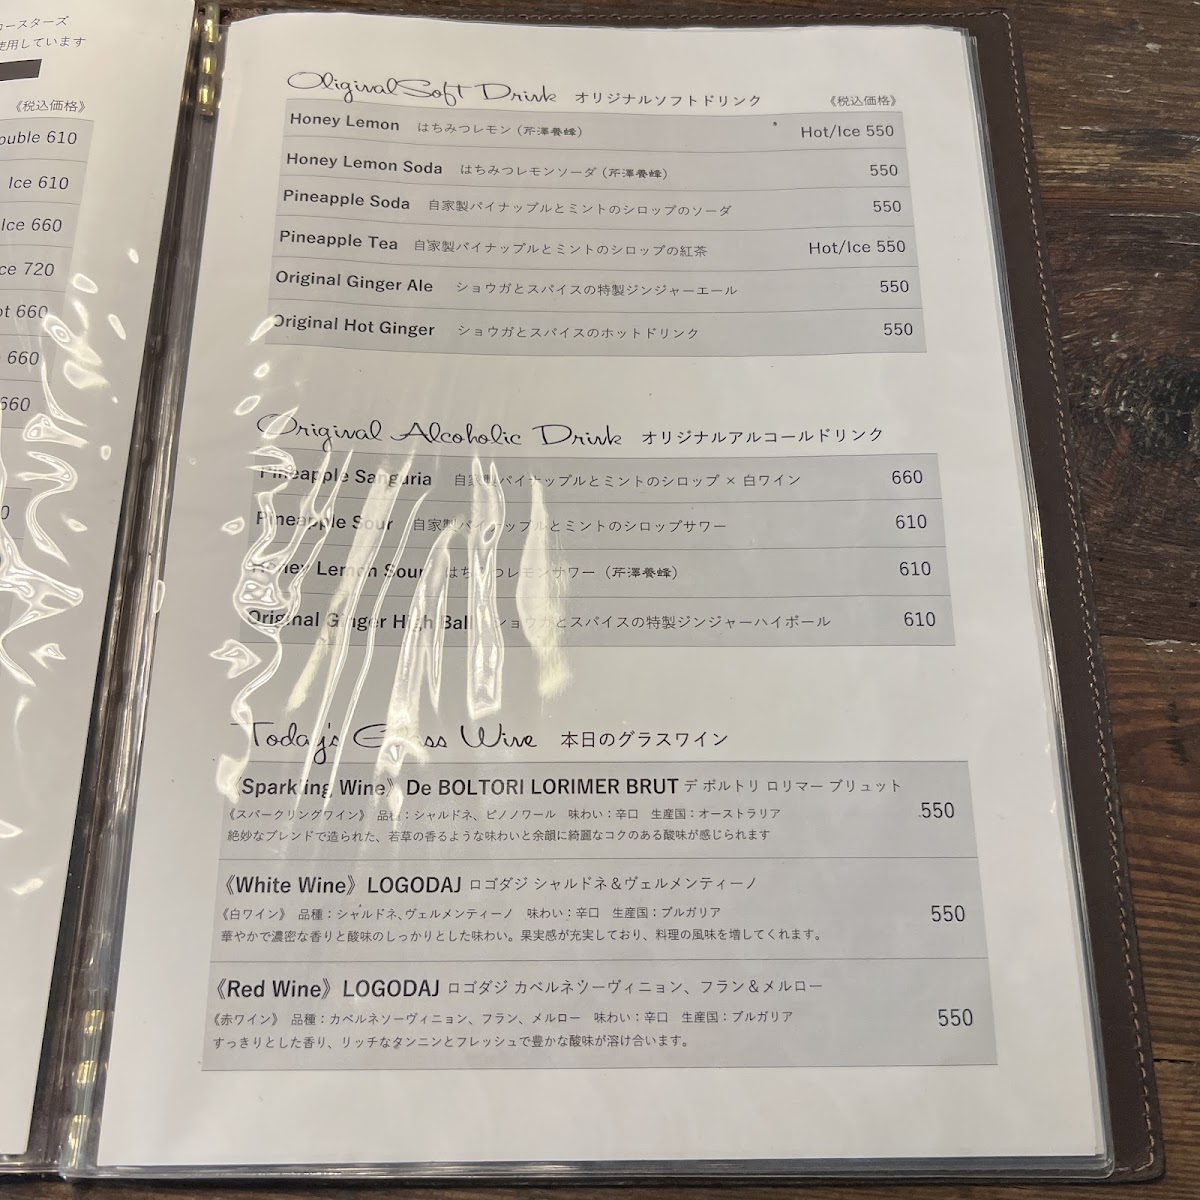 コースターズ
使用しています
《税込価格》
ouble 610
Ice 610
Ice 660
ce 720
ot 660
660
660
0
Oliginal Soft Drink オリジナルソフトドリンク 《税込価格》
Honey Lemon はちみつレモン (芹澤養蜂) Hot/Ice 550
Honey Lemon Soda はちみつレモンソーダ (芹澤養蜂) 550
Pineapple Soda 自家製パイナップルとミントのシロップのソーダ 550
Pineapple Tea 自家製パイナップルとミントのシロップの紅茶 Hot/Ice 550
Original Ginger Ale ショウガとスパイスの特製ジンジャーエール 550
Original Hot Ginger ショウガとスパイスのホットドリンク 550
Original Alcoholic Drink オリジナルアルコールドリンク
Pineapple Sanguria 自家製パイナップルとミントのシロップ × 白ワイン 660
Pineapple Sour 自家製パイナップルとミントのシロップサワー 610
Honey Lemon Sour はちみつレモンサワー (芹澤養蜂) 610
Original Ginger High Ball ショウガとスパイスの特製ジンジャーハイボール 610
Today's Glass Wine 本日のグラスワイン
《Sparkling Wine》 De BOLTORI LORIMER BRUT デ ボルトリ ロリマー ブリュット
《スパークリングワイン》 品種：シャルドネ、ピノノワール 味わい：辛口 生産国：オーストラリア 550
絶妙なブレンドで造られた、若草の香るような味わいと余韻に綺麗なコクのある酸味が感じられます
《White Wine》 LOGODAJ ロゴダジ シャルドネ＆ヴェルメンティーノ
《白ワイン》 品種：シャルドネ、ヴェルメンティーノ 味わい：辛口 生産国：ブルガリア 550
華やかで濃密な香りと酸味のしっかりとした味わい。果実感が充実しており、料理の風味を増してくれます。
《Red Wine》 LOGODAJ ロゴダジ カベルネソーヴィニョン、フラン＆メルロー
《赤ワイン》 品種：カベルネソーヴィニョン、フラン、メルロー 味わい：辛口 生産国：ブルガリア 550
すっきりとした香り、リッチなタンニンとフレッシュで豊かな酸味が溶け合います。